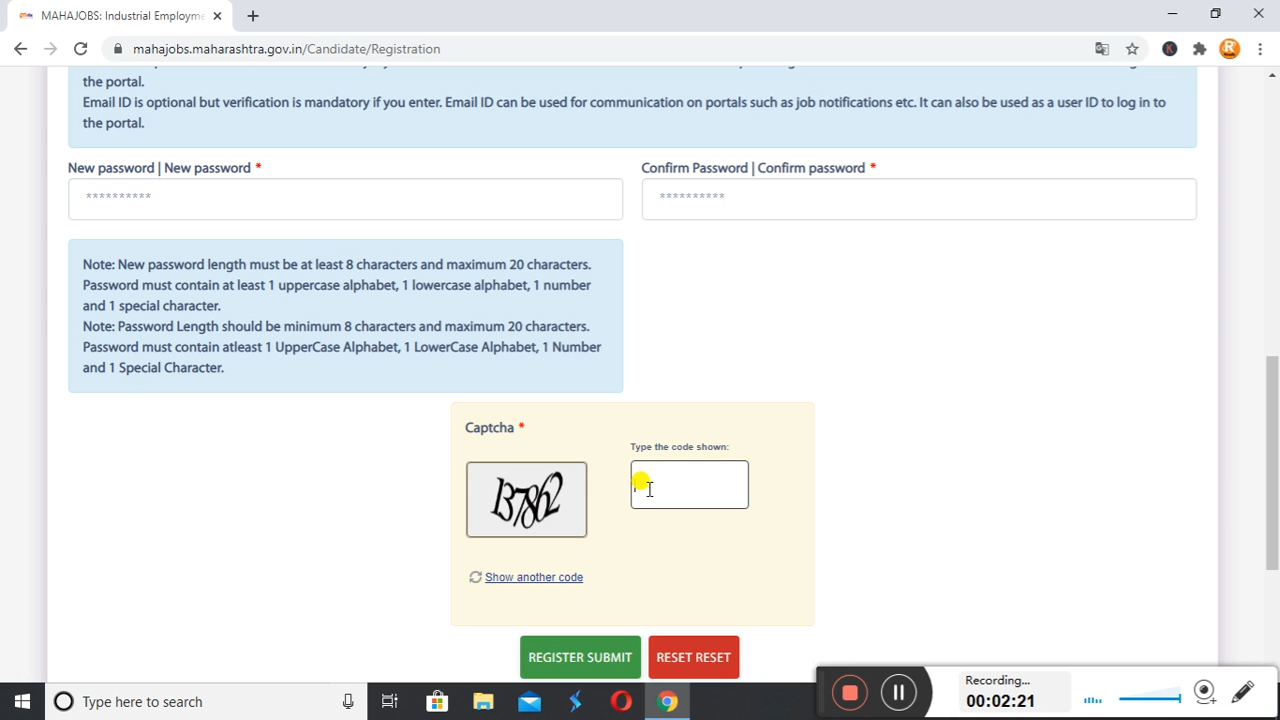 MAHAJOBS: Industrial Employme
mahajobs.maharashtra.gov.in/Candidate/Registration
the portal.
Email ID is optional but verification is mandatory if you enter. Email ID can be used for communication on portals such as job notifications etc. It can also be used as a user ID to log in to
the portal.
New password | New password *
Confirm Password | Confirm password *
**********
**********
Note: New password length must be at least 8 characters and maximum 20 characters.
Password must contain at least 1 uppercase alphabet, 1 lowercase alphabet, 1 number
and 1 special character.
Note: Password Length should be minimum 8 characters and maximum 20 characters.
Password must contain atleast 1 UpperCase Alphabet, 1 LowerCase Alphabet, 1 Number
and 1 Special Character.
Captcha *
Type the code shown:
137862
Show another code
REGISTER SUBMIT
RESET RESET
Recording...
00:02:21
Type here to search